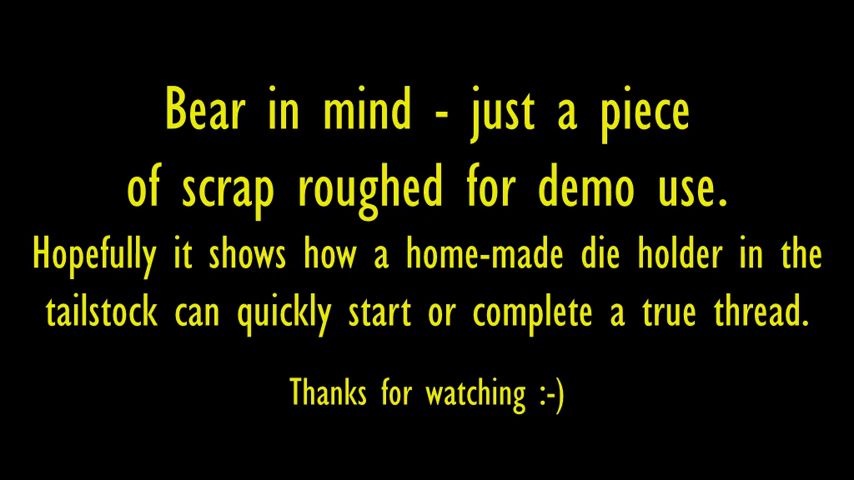 Bear in mind - just a piece
of scrap roughed for demo use.
Hopefully it shows how a home-made die holder in the
tailstock can quickly start or complete a true thread.
Thanks for watching :-)